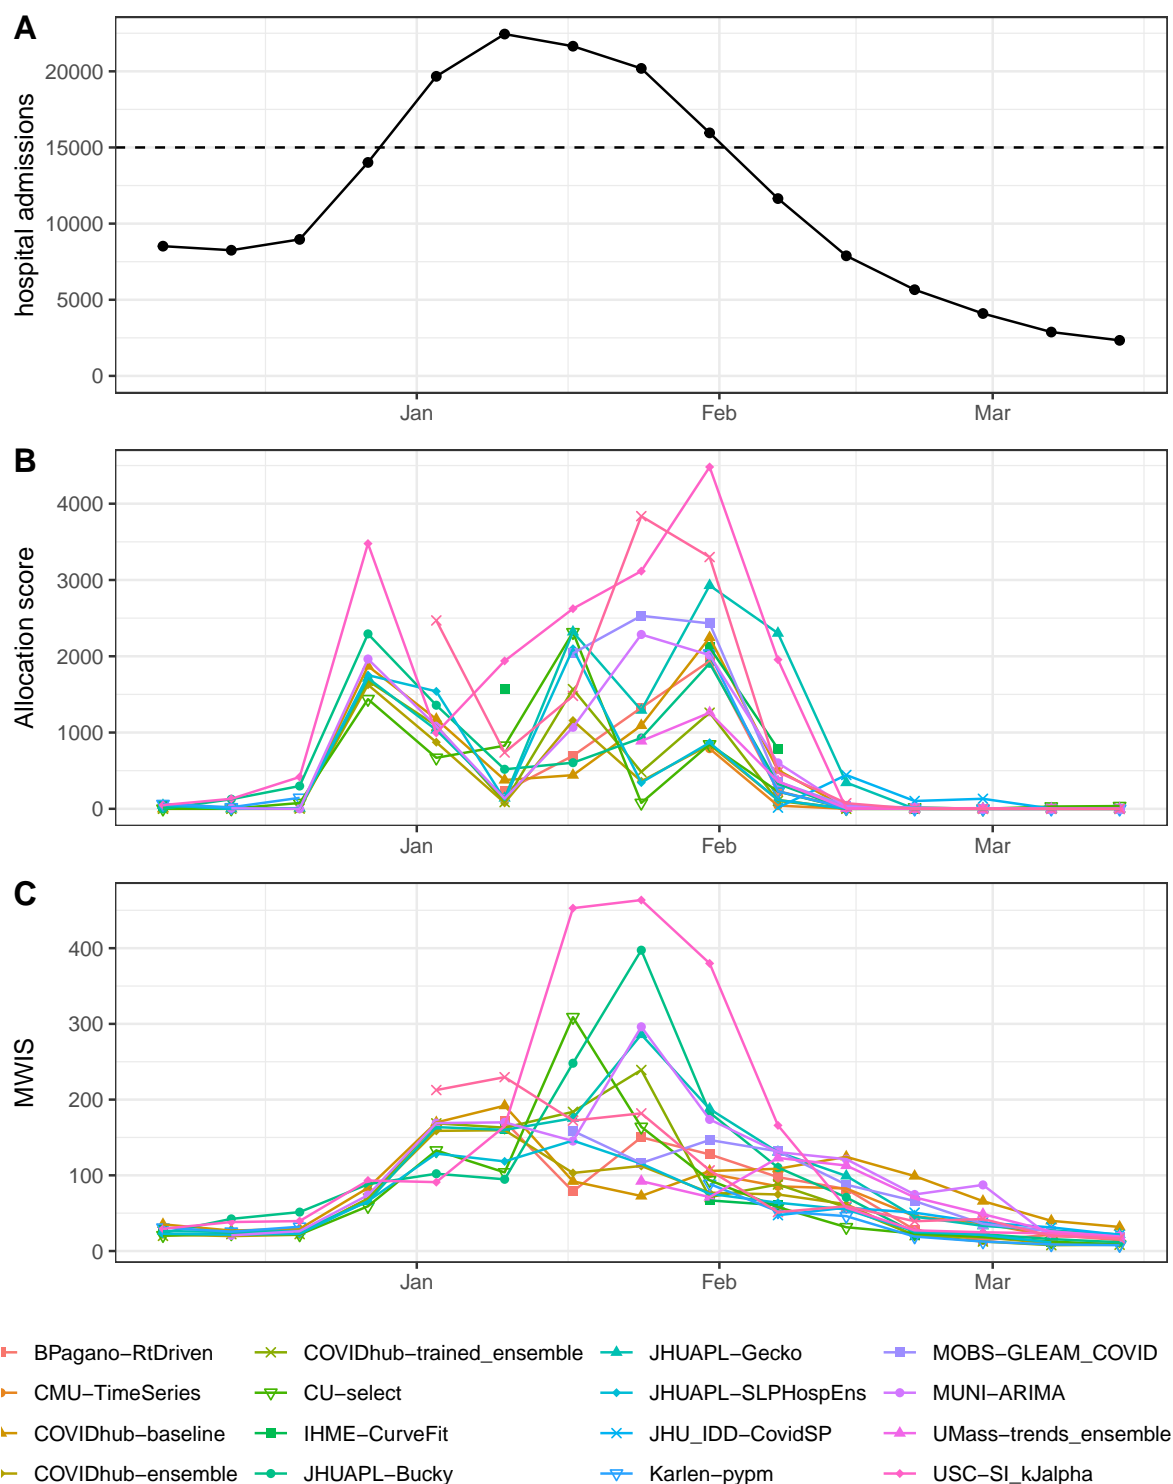 A
hospital admissions
20000
15000
10000
5000
0
Jan
Feb
Mar
B
Allocation score
4000
3000
2000
1000
0
Jan
Feb
Mar
C
MWIS
400
300
200
100
0
Jan
Feb
Mar
BPagano−RtDriven
COVIDhub−trained_ensemble
JHUAPL−Gecko
MOBS−GLEAM_COVID
CMU−TimeSeries
CU−select
JHUAPL−SLPHospEns
MUNI−ARIMA
COVIDhub−baseline
IHME−CurveFit
JHU_IDD−CovidSP
UMass−trends_ensemble
COVIDhub−ensemble
JHUAPL−Bucky
Karlen−pypm
USC−SI_kJalpha